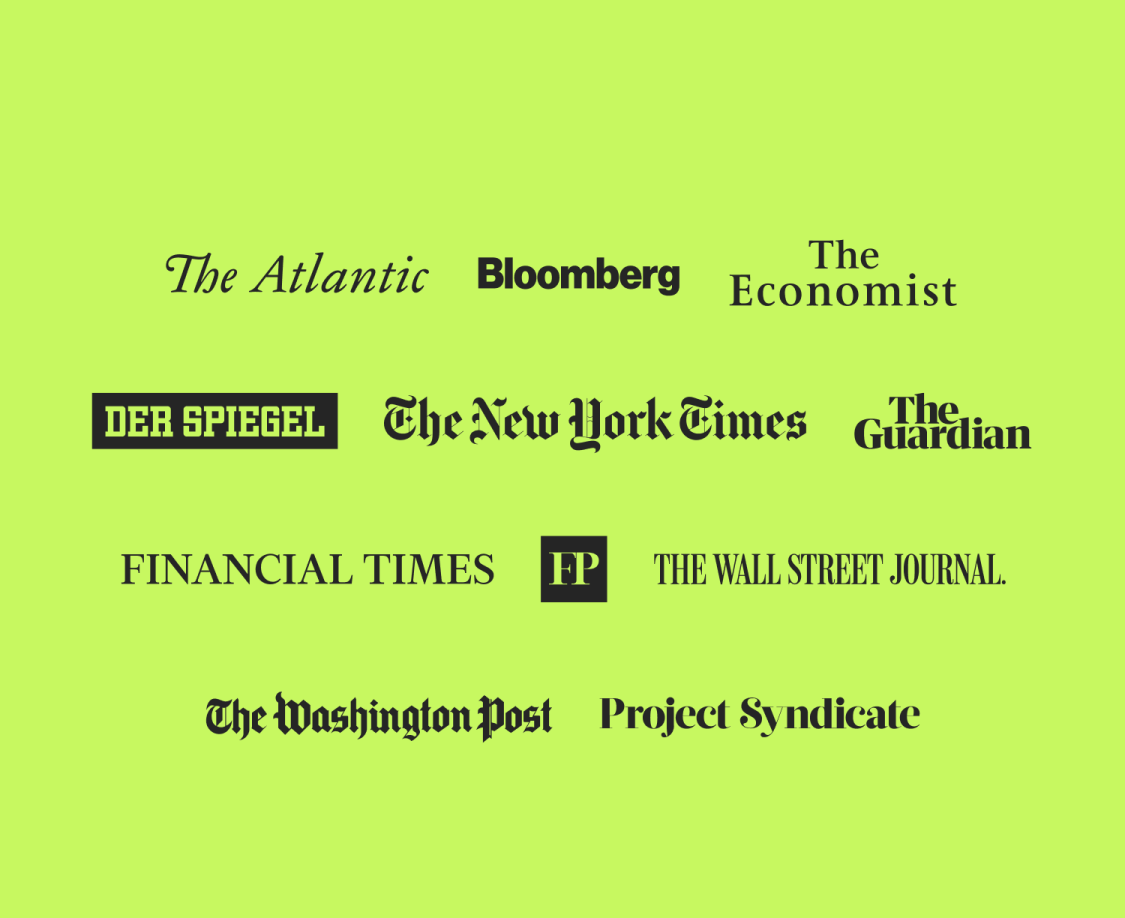 The Atlantic
Bloomberg
The
Economist
DER SPIEGEL
The New York Times
The
Guardian
FINANCIAL TIMES
FP
THE WALL STREET JOURNAL.
The Washington Post
Project Syndicate